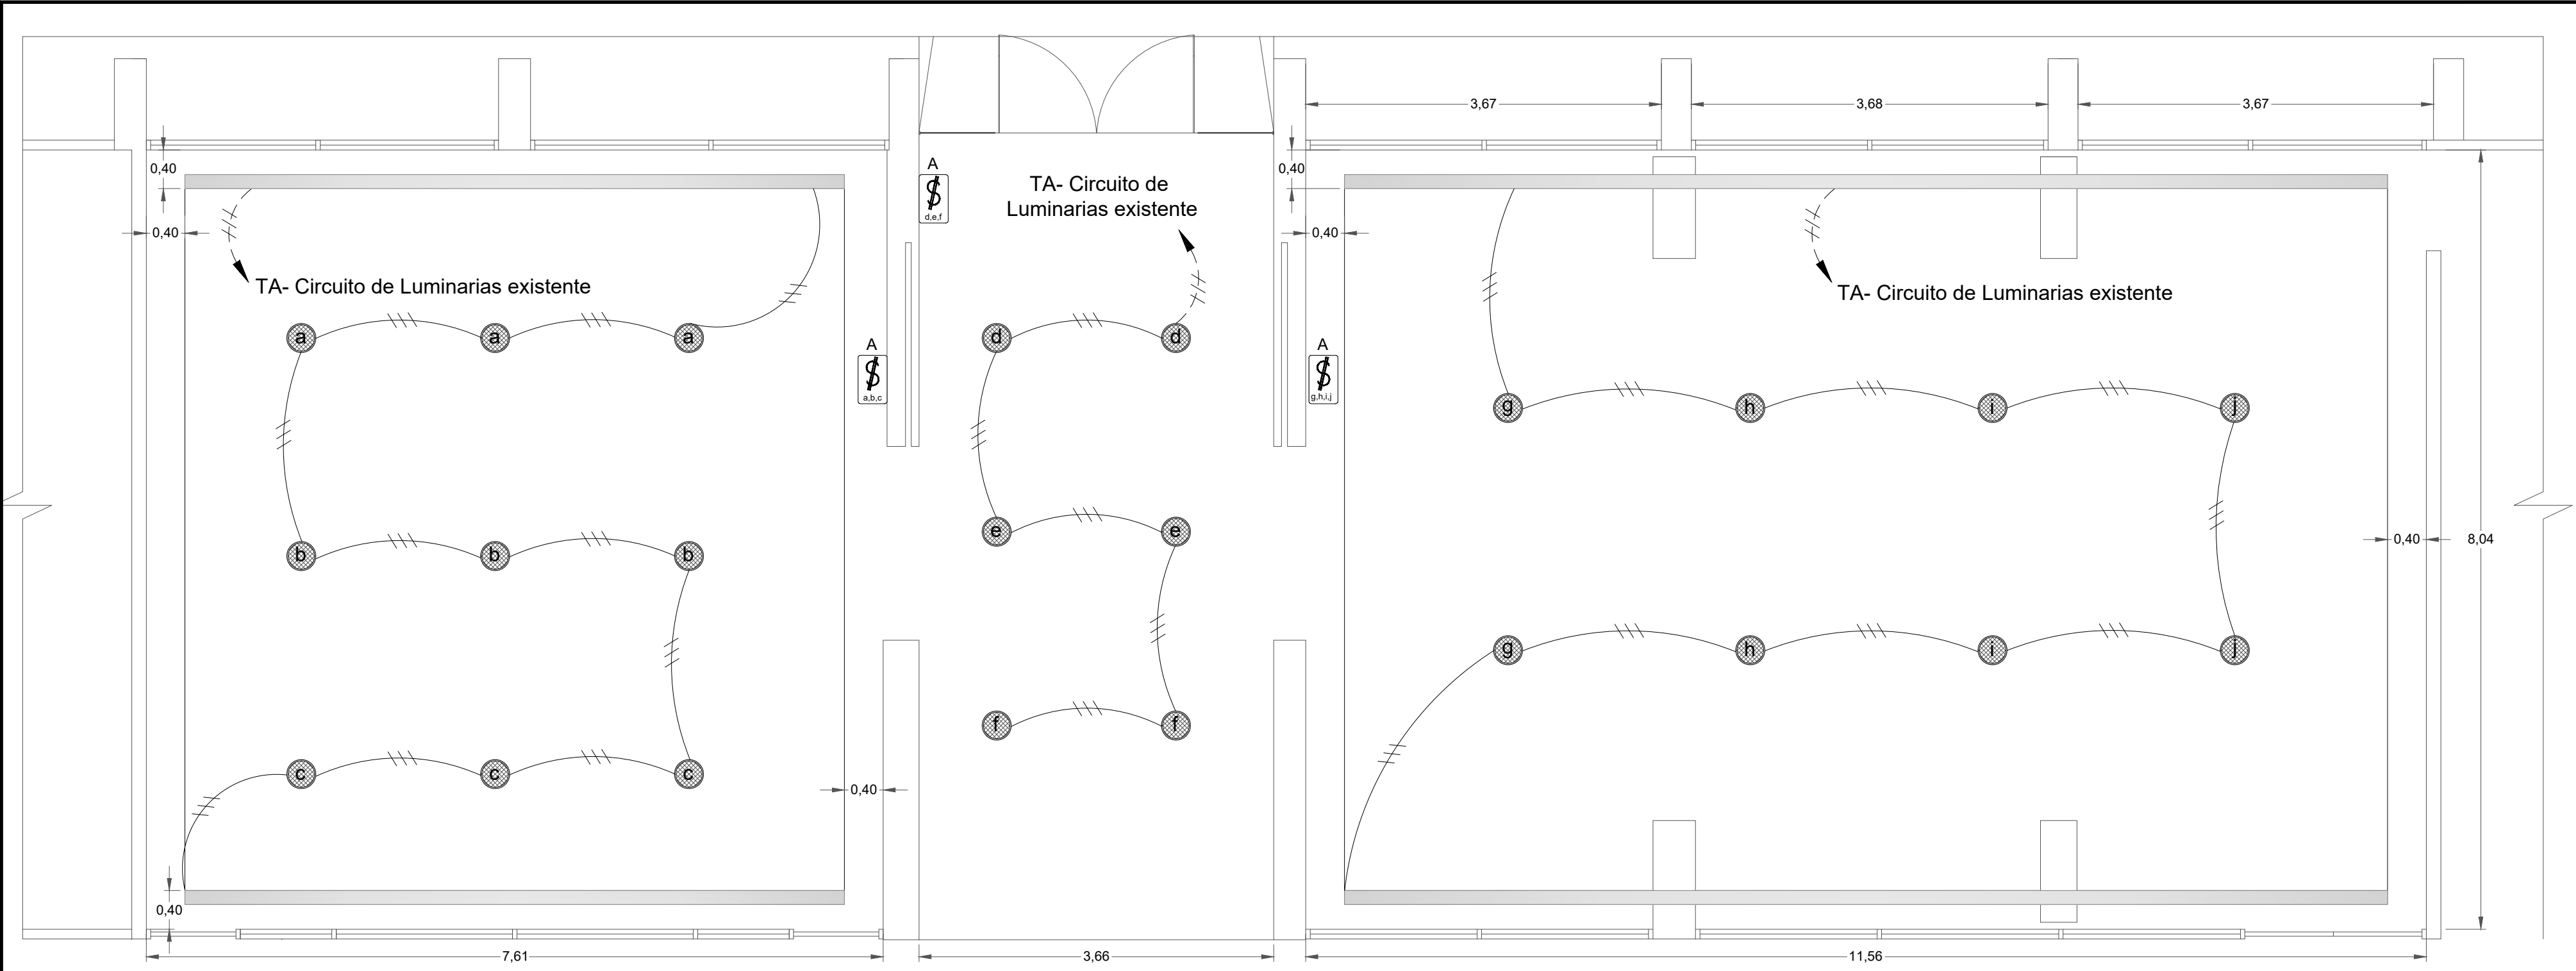 3,67
3,68
3,67
0,40
0,40
A
d,e,f
TA- Circuito de
Luminarias existente
0,40
0,40
TA- Circuito de Luminarias existente
TA- Circuito de Luminarias existente
a
a
a
d
d
A
a,b,c
A
g,h,i,j
g
h
i
j
e
e
0,40
8,04
b
b
b
g
h
i
j
f
f
c
c
c
0,40
0,40
7,61
3,66
11,56